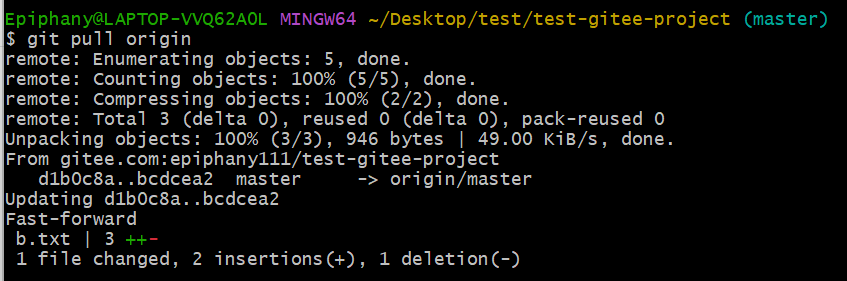 Epiphany@LAPTOP-VVQ62AOL MINGW64 ~/Desktop/test/test-gitee-project (master)
$ git pull origin
remote: Enumerating objects: 5, done.
remote: Counting objects: 100% (5/5), done.
remote: Compressing objects: 100% (2/2), done.
remote: Total 3 (delta 0), reused 0 (delta 0), pack-reused 0
Unpacking objects: 100% (3/3), 946 bytes | 49.00 KiB/s, done.
From gitee.com:epiphany111/test-gitee-project
   d1b0c8a..bcdcea2  master     -> origin/master
Updating d1b0c8a..bcdcea2
Fast-forward
 b.txt | 3 ++-
 1 file changed, 2 insertions(+), 1 deletion(-)